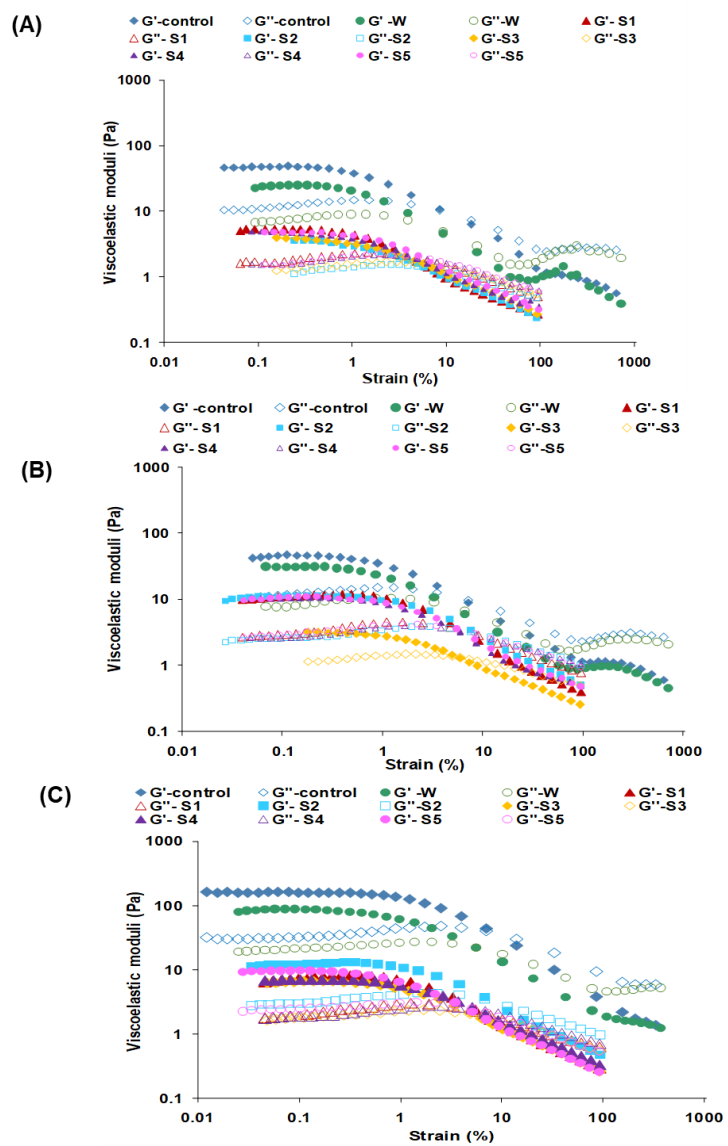 (A)
G'-control G''-control G' -W G''-W G'- S1
G''- S1 G'- S2 G''-S2 G'- S3 G''-S3
G'- S4 G''-S4 G'- S5 G''-S5
Viscoelastic moduli (Pa)
1000
100
10
1
0.1
0.01 0.1 1 10 100 1000
Strain (%)
G' -control G''-control G' -W G''-W G'- S1
G''-S1 G'- S2 G''-S2 G'-S3 G''-S3
G'- S4 G''-S4 G'- S5 G''-S5
(B)
Viscoelastic moduli (Pa)
1000
100
10
1
0.1
0.01 0.1 1 10 100 1000
Strain (%)
(C)
G'-control G''-control G' -W G''-W G'- S1
G''- S1 G'- S2 G''-S2 G'-S3 G''-S3
G'- S4 G''- S4 G'- S5 G''-S5
Viscoelastic moduli (Pa)
1000
100
10
1
0.1
0.01 0.1 1 10 100 1000
Strain (%)